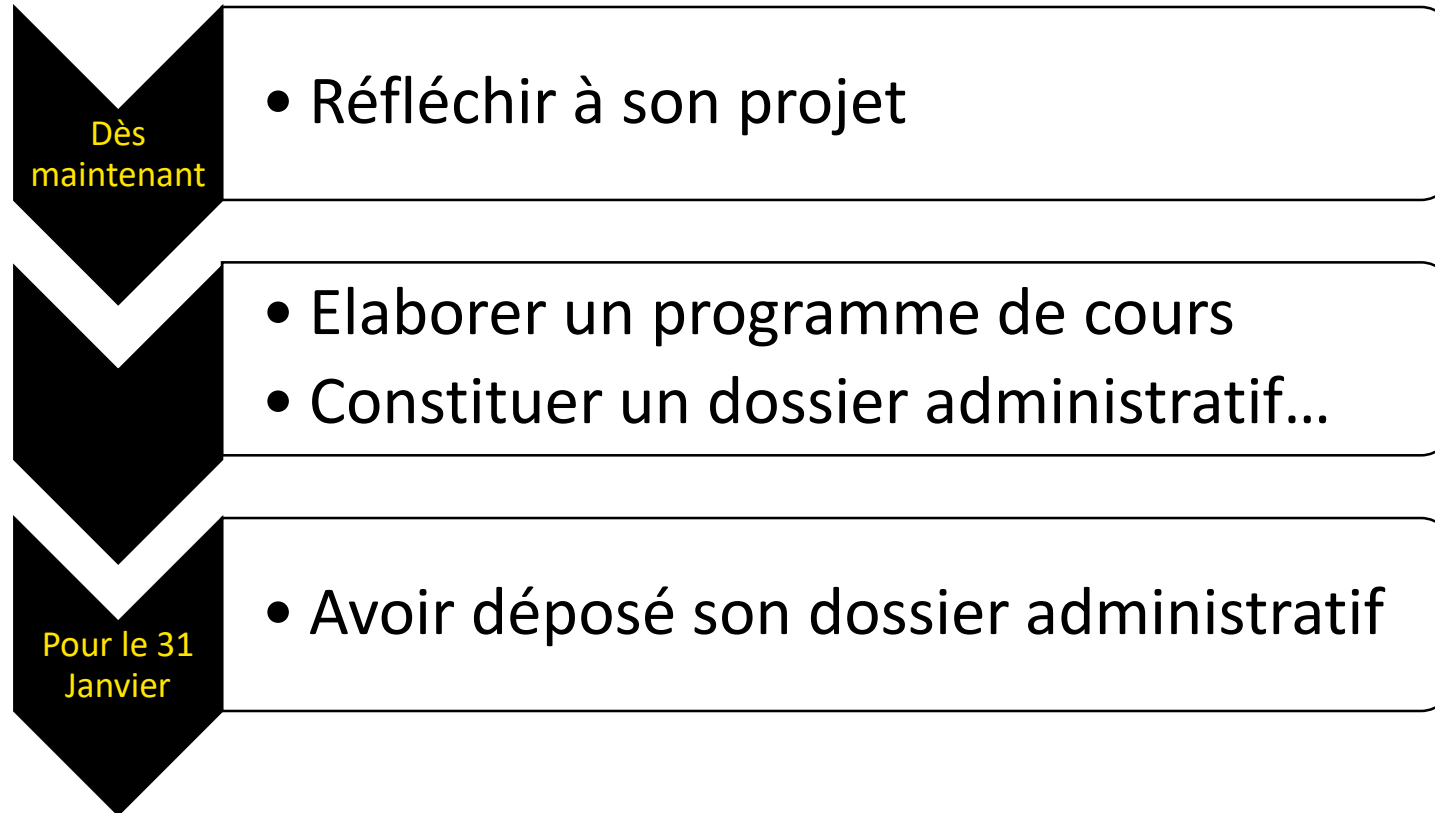 Dès
maintenant
• Réfléchir à son projet
• Elaborer un programme de cours
• Constituer un dossier administratif...
Pour le 31
Janvier
• Avoir déposé son dossier administratif